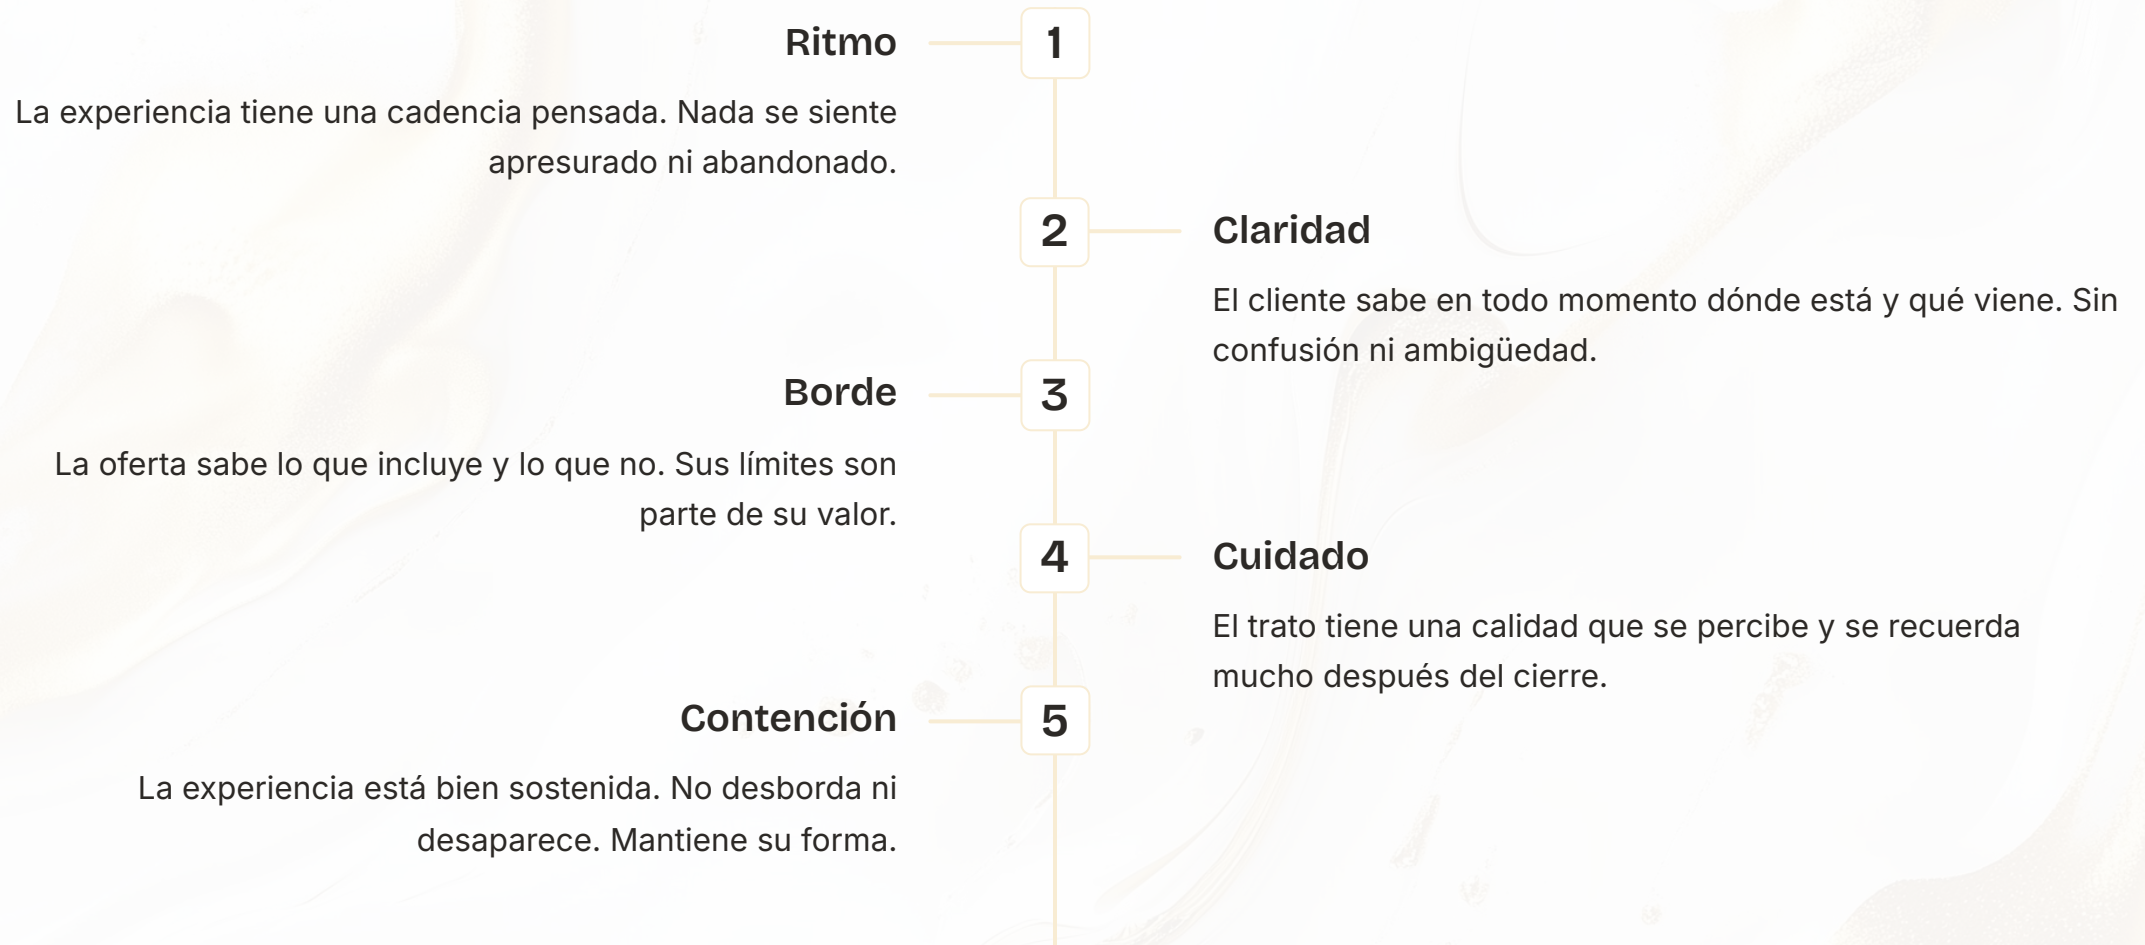 Ritmo
1
La experiencia tiene una cadencia pensada. Nada se siente
apresurado ni abandonado.
2
Claridad
El cliente sabe en todo momento dónde está y qué viene. Sin
confusión ni ambigüedad.
Borde
3
La oferta sabe lo que incluye y lo que no. Sus límites son
parte de su valor.
4
Cuidado
El trato tiene una calidad que se percibe y se recuerda
mucho después del cierre.
Contención
5
La experiencia está bien sostenida. No desborda ni
desaparece. Mantiene su forma.